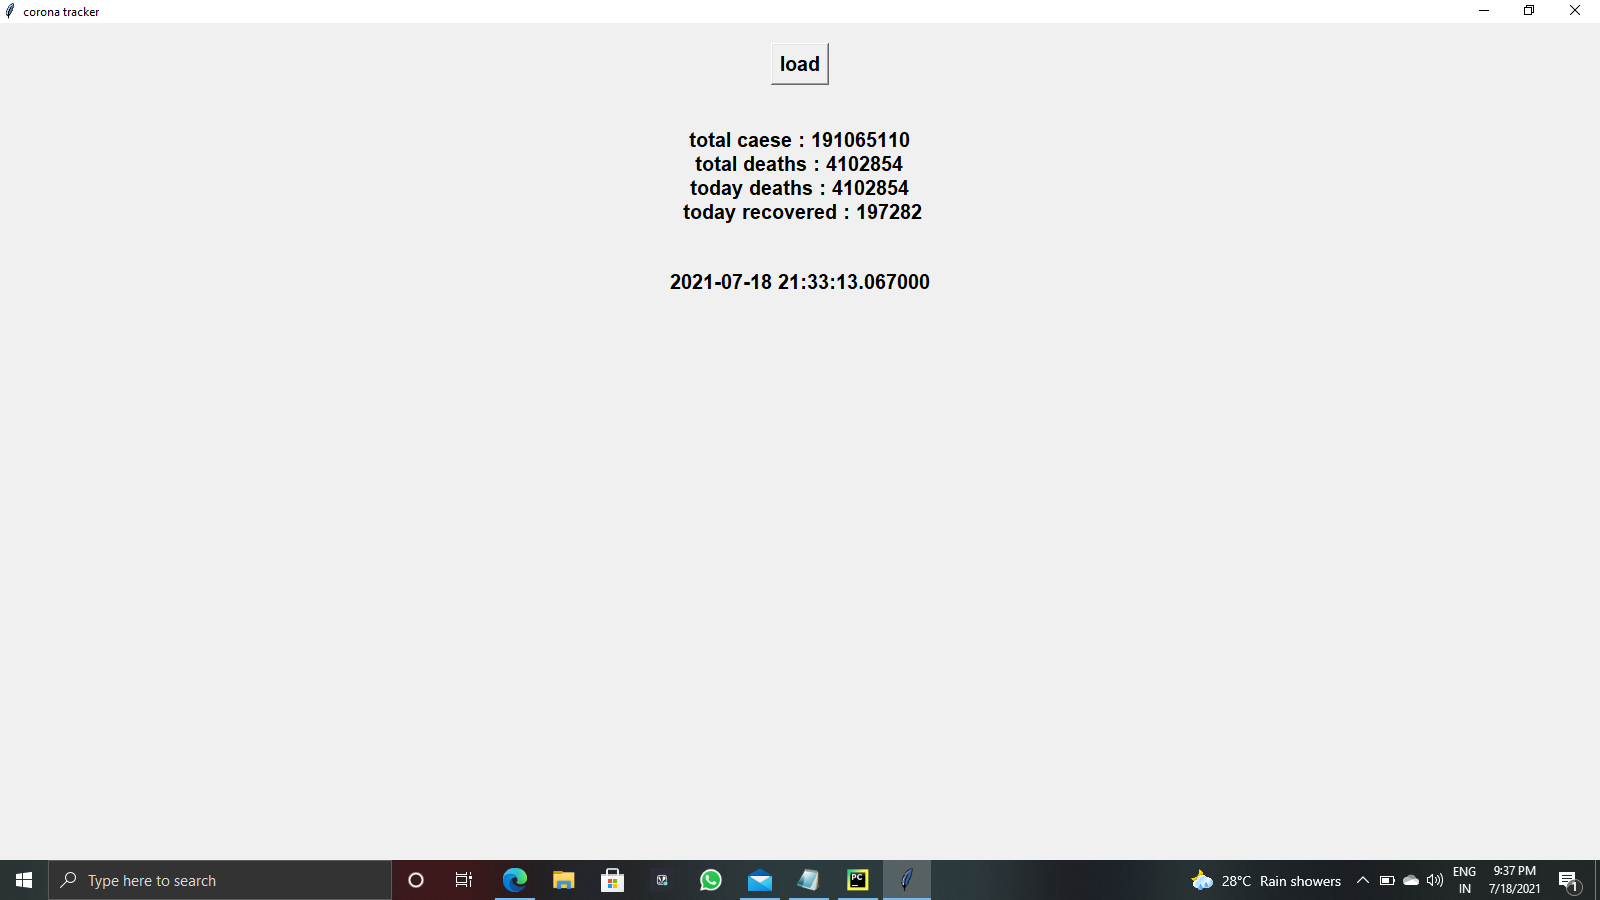 corona tracker
load
total caese : 191065110
total deaths : 4102854
today deaths : 4102854
today recovered : 197282
2021-07-18 21:33:13.067000
Type here to search
PC
28°C Rain showers
ENG
IN
9:37 PM
7/18/2021
1